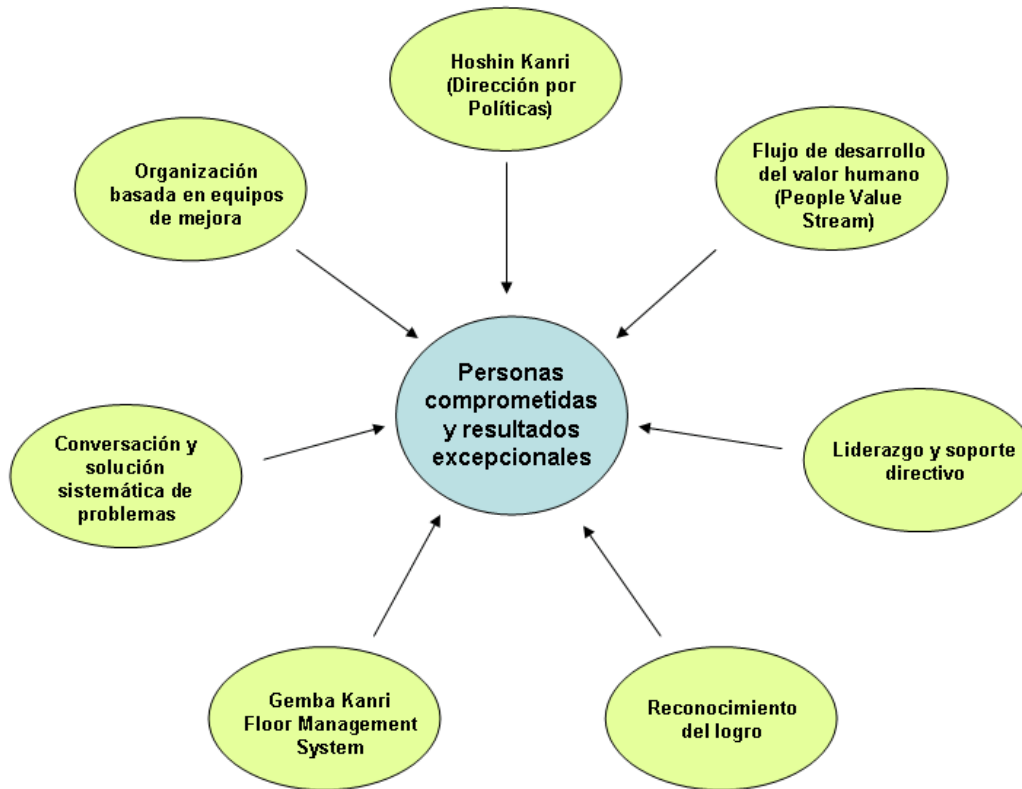 Hoshin Kanri
(Dirección por
Políticas)
Organización
basada en equipos
de mejora
Flujo de desarrollo
del valor humano
(People Value
Stream)
Personas
comprometidas
y resultados
excepcionales
Conversación y
solución
sistemática de
problemas
Liderazgo y soporte
directivo
Gemba Kanri
Floor Management
System
Reconocimiento
del logro